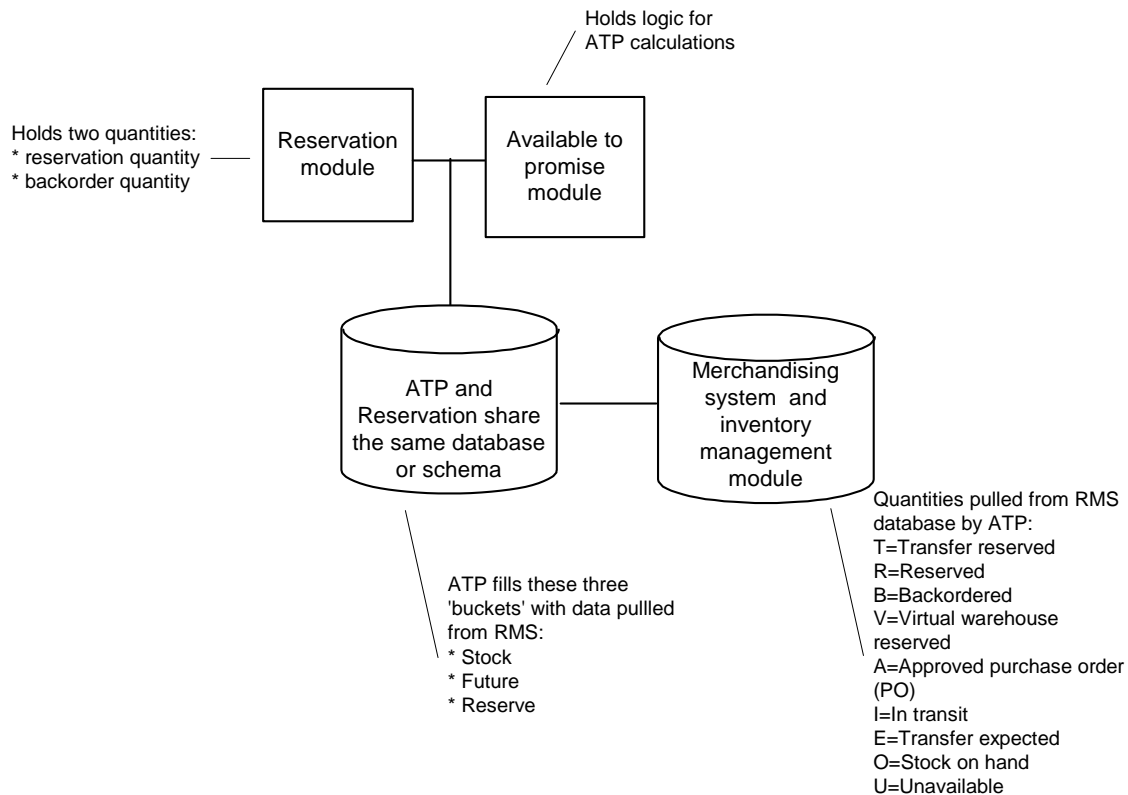 Holds logic for
ATP calculations
Holds two quantities:
* reservation quantity
* backorder quantity
Reservation
module
Available to
promise
module
ATP and
Reservation share
the same database
or schema
Merchandising
system and
inventory
management
module
ATP fills these three
'buckets' with data pullled
from RMS:
* Stock
* Future
* Reserve
Quantities pulled from RMS
database by ATP:
T=Transfer reserved
R=Reserved
B=Backordered
V=Virtual warehouse
reserved
A=Approved purchase order
(PO)
I=In transit
E=Transfer expected
O=Stock on hand
U=Unavailable